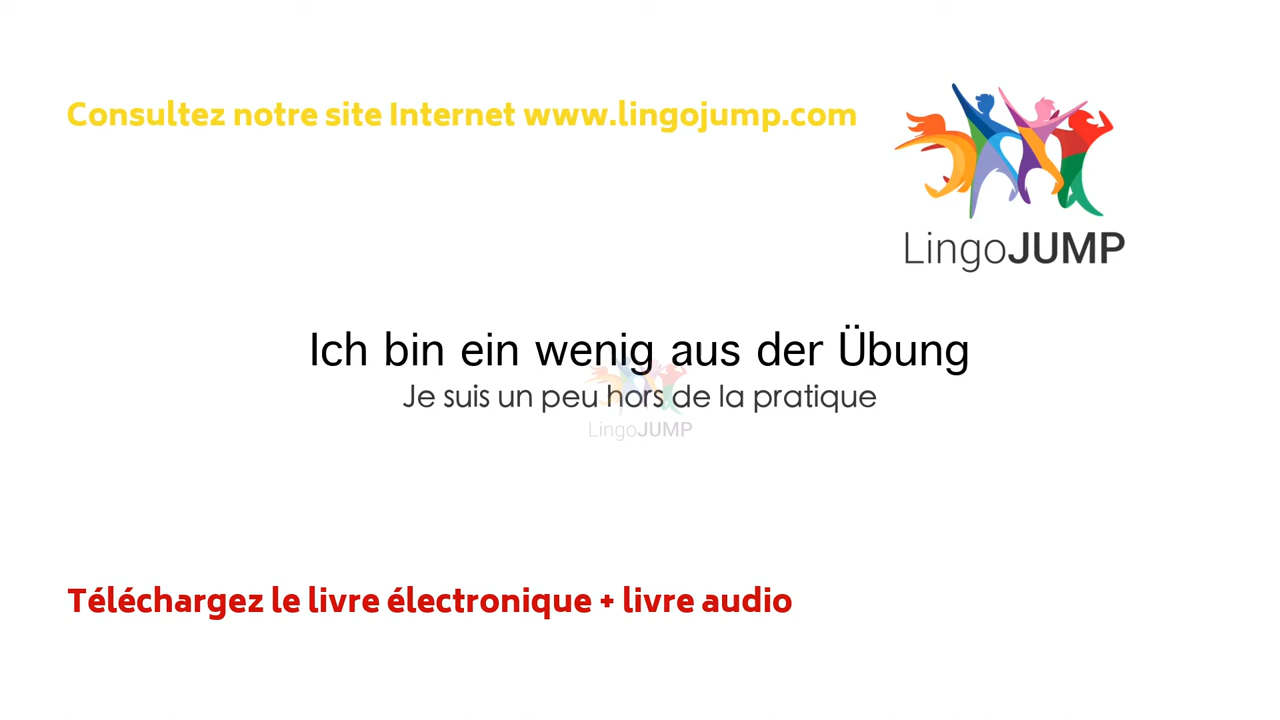 Consultez notre site Internet www.lingojump.com
LingoJUMP
Ich bin ein wenig aus der Übung
Je suis un peu hors de la pratique
LingoJUMP
Téléchargez le livre électronique + livre audio